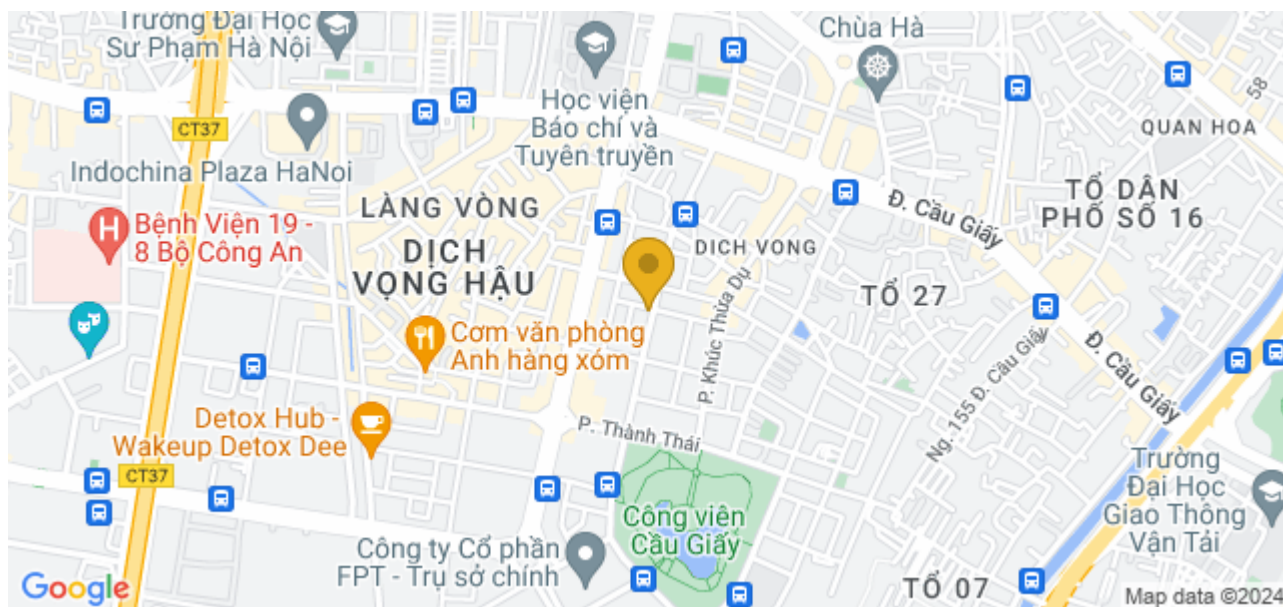 Trường Đại Học
Sư Phạm Hà Nội
Chùa Hà
58
CT37
Học viện
Báo chí và
Tuyên truyền
QUAN HOA
Indochina Plaza HaNoi
TỔ DÂN
PHỐ SỐ 16
LÀNG VÒNG
Đ. Cầu Giấy
Bệnh Viện 19 -
8 Bộ Công An
DỊCH
VỌNG HẬU
DICH VONG
TỔ 27
P. Khúc Thừa Dụ
Cơm văn phòng
Anh hàng xóm
Ng. 155 Đ. Cầu Giấy
Đ. Cầu Giấy
Detox Hub -
Wakeup Detox Dee
P. Thành Thái
CT37
Trường
Đại Học
Giao Thông
Vận Tải
Công viên
Cầu Giấy
Công ty Cổ phần
FPT - Trụ sở chính
TỔ 07
Google
Map data ©2024